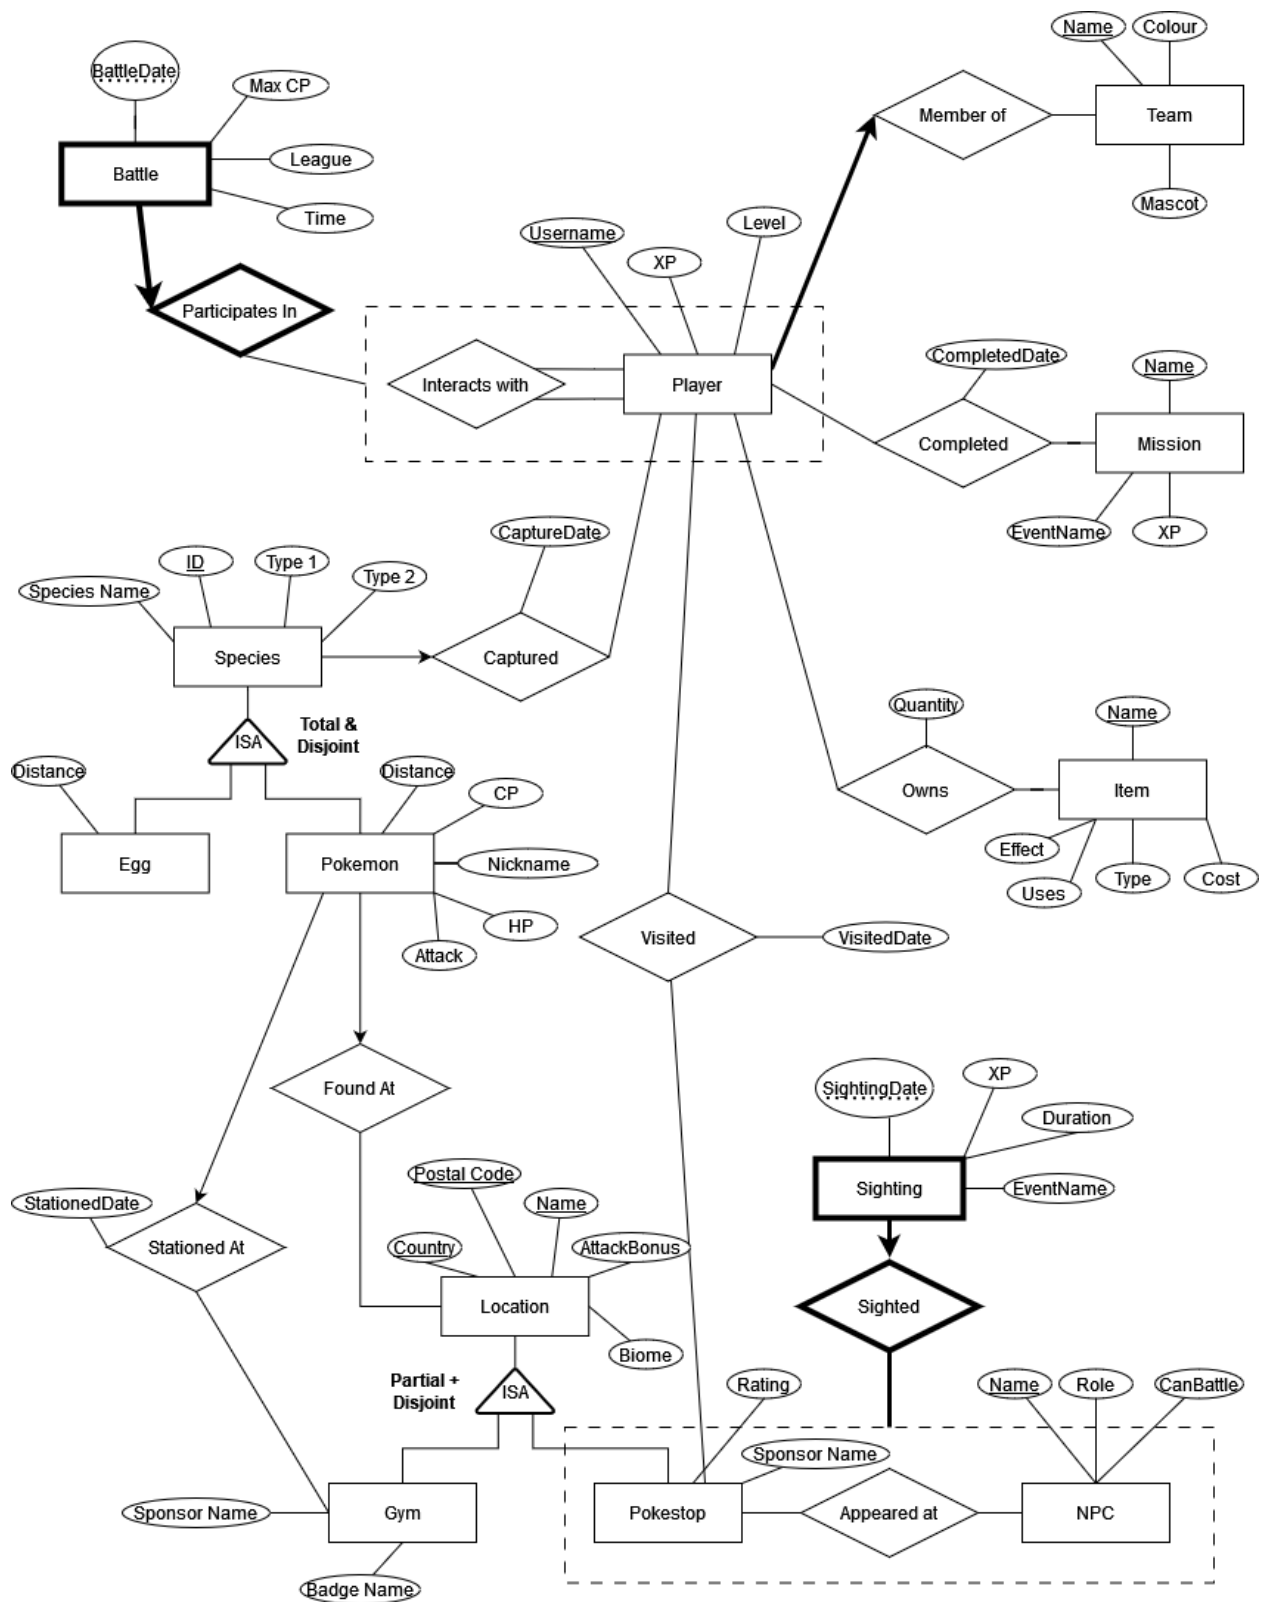 Name
Colour
BattleDate
Max CP
Member of
Team
League
Battle
Time
Mascot
Level
Username
XP
Participates In
CompletedDate
Name
Interacts with
Player
Completed
Mission
CaptureDate
EventName
XP
ID
Type 1
Type 2
Species Name
Species
Captured
Quantity
Name
Total &
Disjoint
ISA
Distance
Distance
CP
Owns
Item
Effect
Egg
Pokemon
Nickname
Uses
Type
Cost
HP
Attack
Visited
VisitedDate
Found At
SightingDate
XP
Duration
Postal Code
Name
Sighting
EventName
StationedDate
Stationed At
Country
AttackBonus
Location
Sighted
Biome
Partial +
Disjoint
ISA
Rating
Name
Role
CanBattle
Sponsor Name
Sponsor Name
Gym
Pokestop
Appeared at
NPC
Badge Name